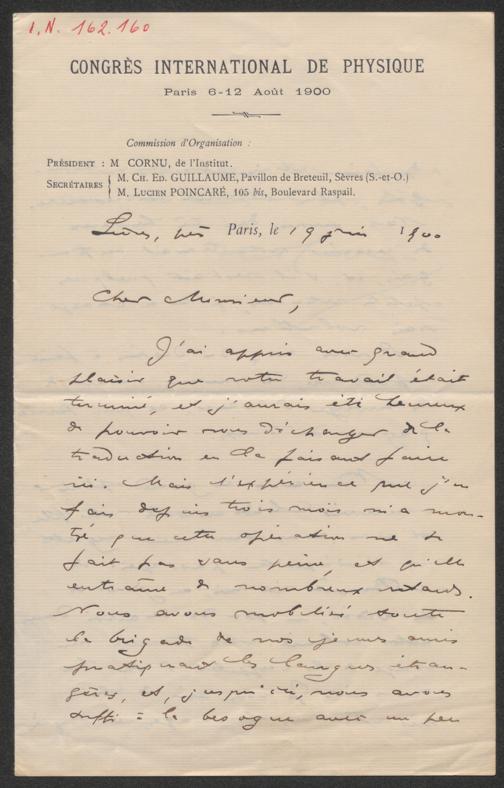 I.N. 162.160
CONGRÈS INTERNATIONAL DE PHYSIQUE
Paris 6-12 Août 1900
Commission d'Organisation :
PRÉSIDENT : M CORNU, de l'Institut.
SECRÉTAIRES { M. CH. ED. GUILLAUME, Pavillon de Breteuil, Sèvres (S.-et-O.)
M. LUCIEN POINCARÉ, 105 bis, Boulevard Raspail.
Sèvres, près Paris, le 19 juin 1900
Cher Monsieur,
J'ai appris avec grand
plaisir que votre travail était
terminé, et j'aurais été heureux
de pouvoir vous décharger de la
traduction en la faisant faire
ici. Mais l'expérience que j'en
fais depuis trois mois m'a mon-
tré que cette opération ne se
fait pas sans peine, et qu'elle
entraîne de nombreux retards.
Nous avons mobilisé toute
la brigade de nos jeunes amis
pratiquant les langues étran-
gères, et, jusqu'ici, nous avons
suffi à la besogne avec un peu